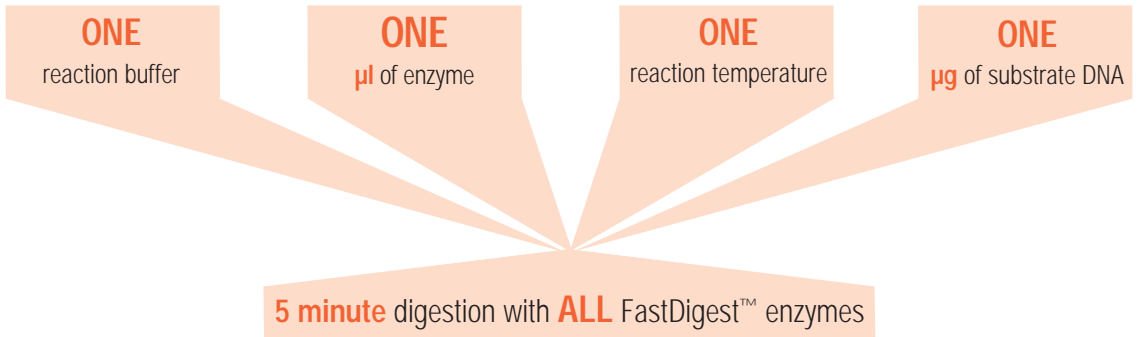 ONE
reaction buffer
ONE
µl of enzyme
ONE
reaction temperature
ONE
µg of substrate DNA
5 minute digestion with ALL FastDigest™ enzymes